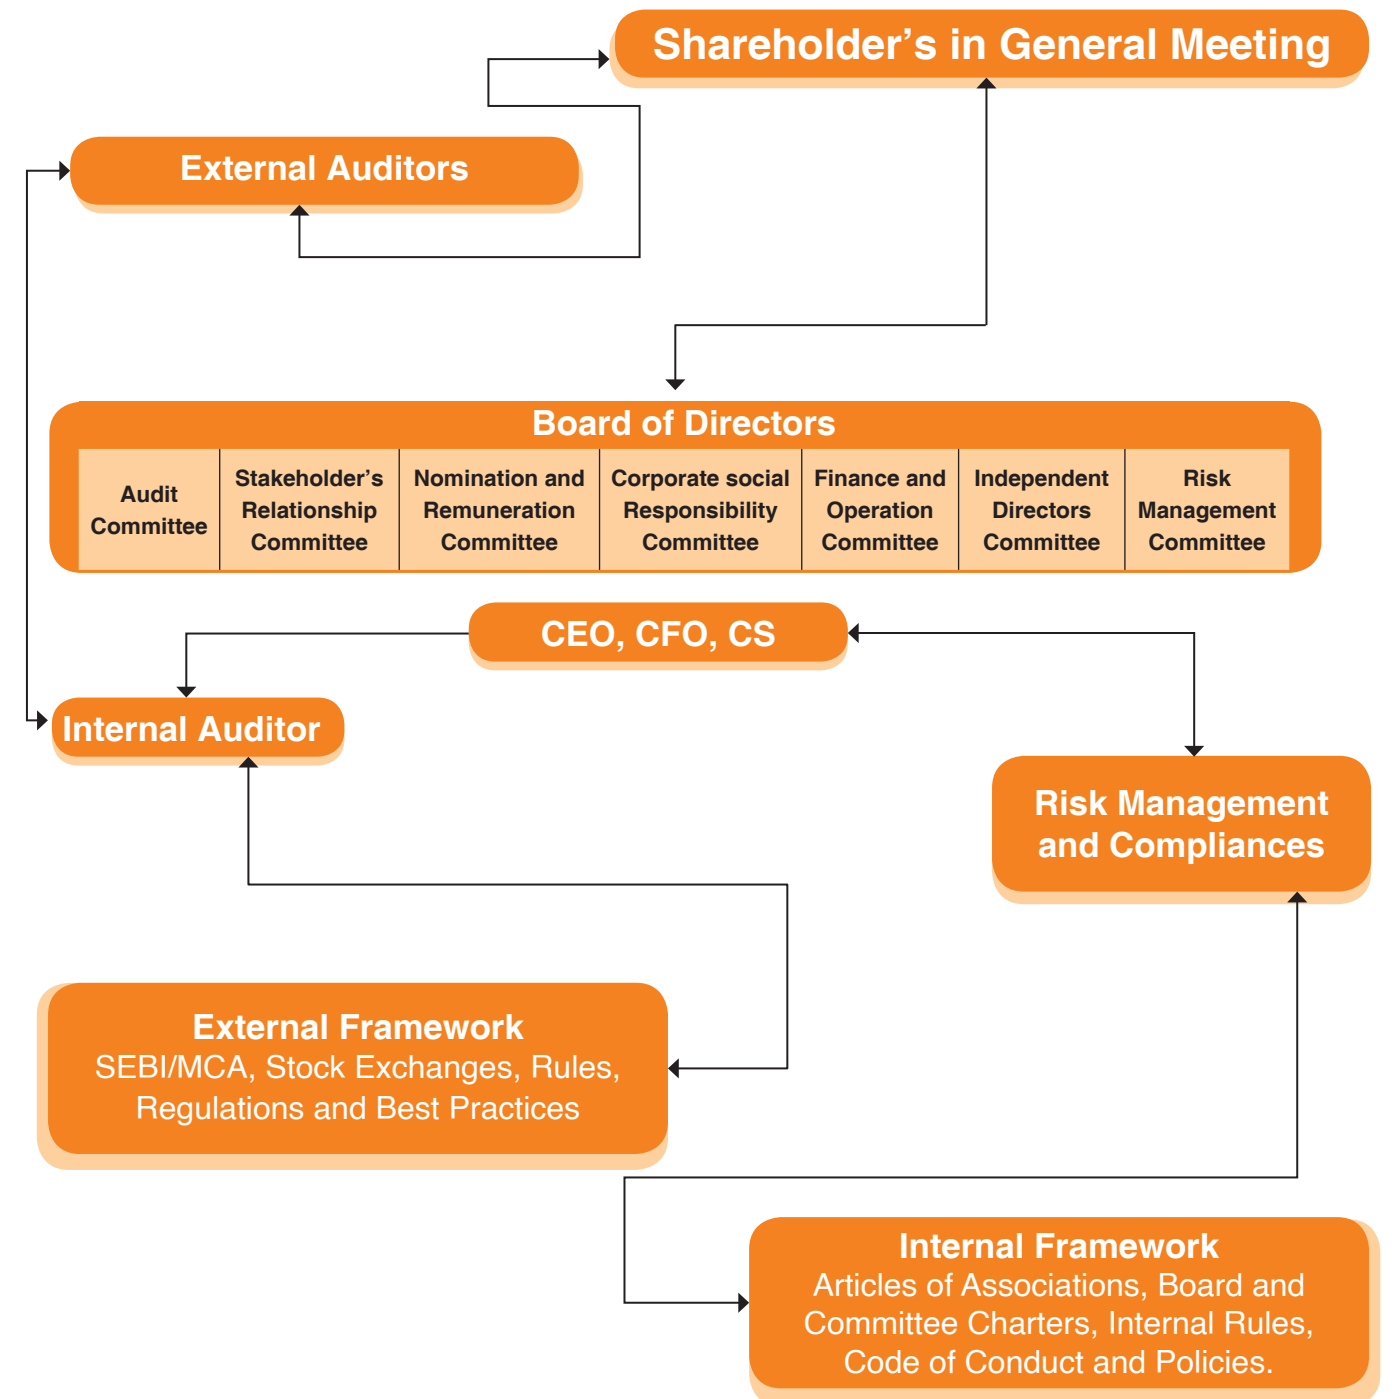 Shareholder’s in General Meeting
External Auditors
Board of Directors
Audit
Committee
Stakeholder’s
Relationship
Committee
Nomination and
Remuneration
Committee
Corporate social
Responsibility
Committee
Finance and
Operation
Committee
Independent
Directors
Committee
Risk
Management
Committee
CEO, CFO, CS
Internal Auditor
Risk Management
and Compliances
External Framework
SEBI/MCA, Stock Exchanges, Rules,
Regulations and Best Practices
Internal Framework
Articles of Associations, Board and
Committee Charters, Internal Rules,
Code of Conduct and Policies.